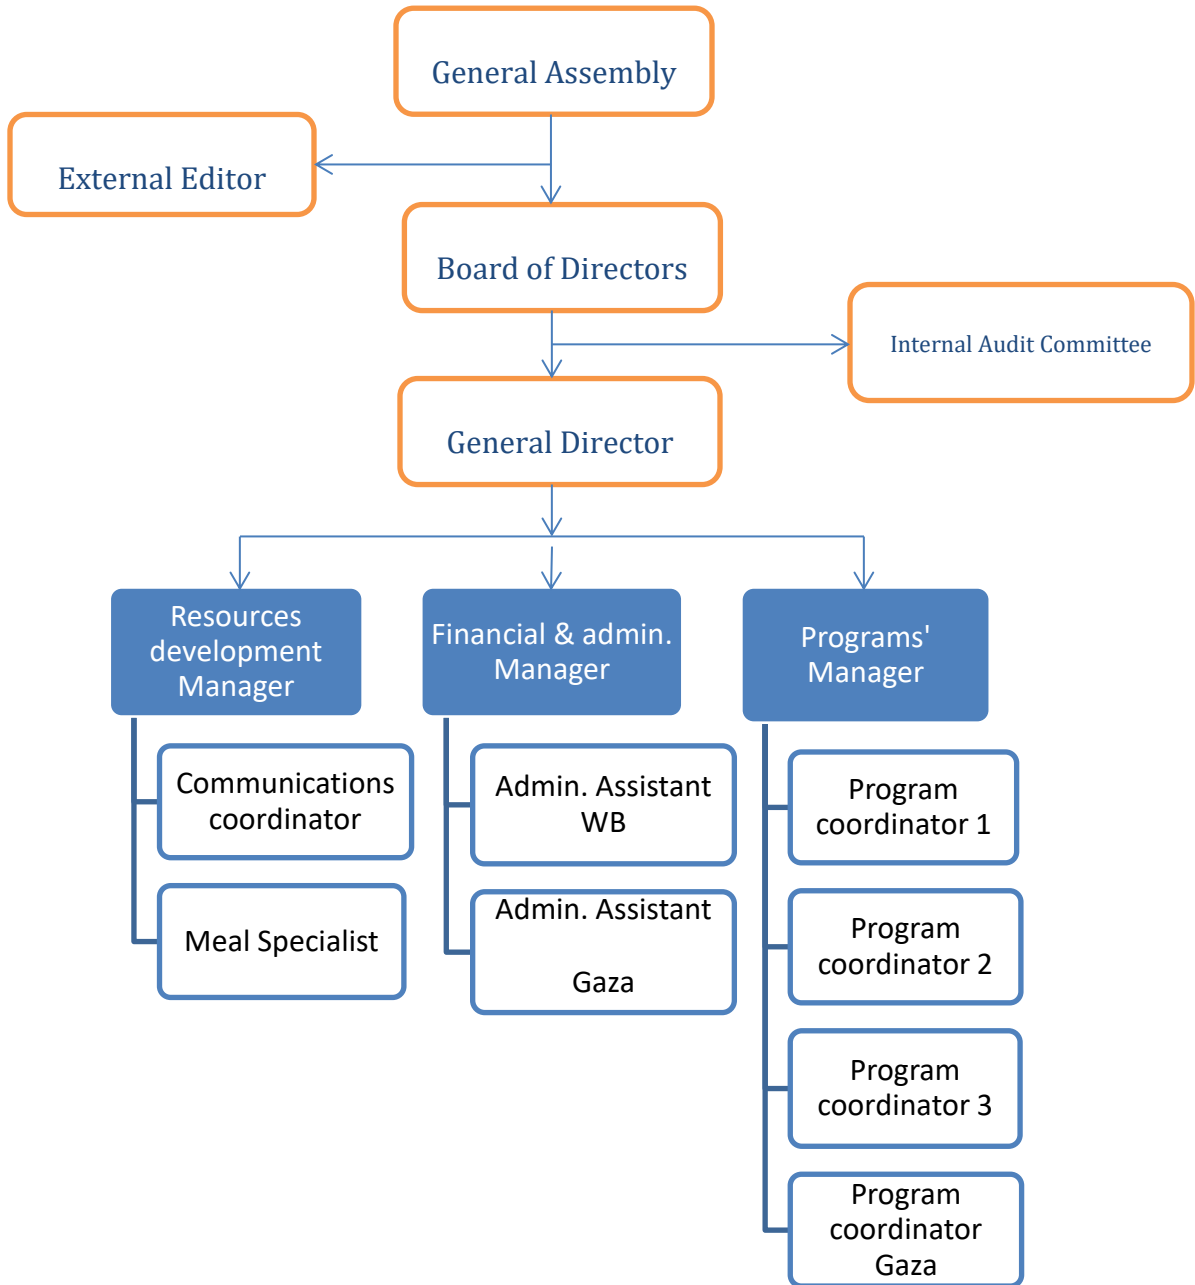 General Assembly
External Editor
Board of Directors
Internal Audit Committee
General Director
Resources
development
Manager
Financial & admin.
Manager
Programs'
Manager
Communications
coordinator
Meal Specialist
Admin. Assistant
WB
Admin. Assistant
Gaza
Program
coordinator 1
Program
coordinator 2
Program
coordinator 3
Program
coordinator
Gaza